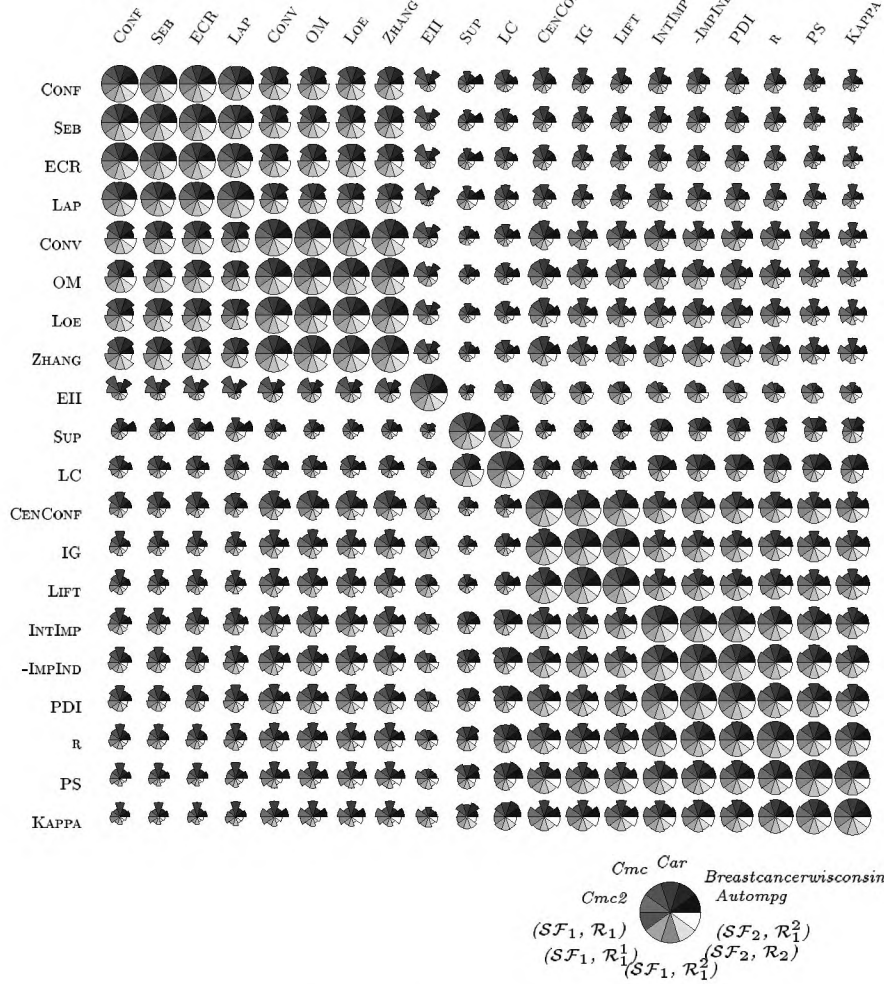 CONF SEB ECR LAP CONV OM LOE ZHANG EII SUP LC CENCONF IG LIFT INTIMP -IMPIND PDI R PS KAPPA
CONF
SEB
ECR
LAP
CONV
OM
LOE
ZHANG
EII
SUP
LC
CENCONF
IG
LIFT
INTIMP
-IMPIND
PDI
R
PS
KAPPA
Cmc Car
Breastcancerwisconsin
Cmc2 Autompg
(SF₁, R₁) (SF₂, R₁²)
(SF₁, R₁¹) (SF₂, R₂)
(SF₁, R₁²)